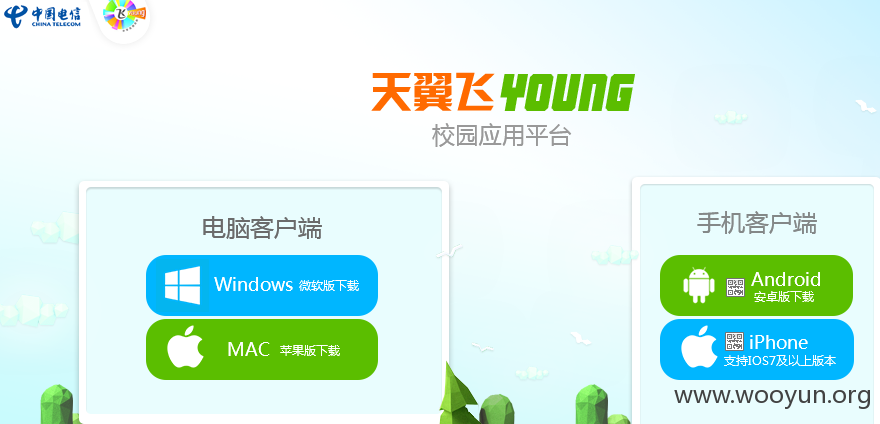 中国电信
CHINA TELECOM
飞
天翼飞YOUNG
校园应用平台
电脑客户端
Windows 微软版下载
MAC 苹果版下载
手机客户端
Android
安卓版下载
iPhone
支持IOS7及以上版本
www.wooyun.org